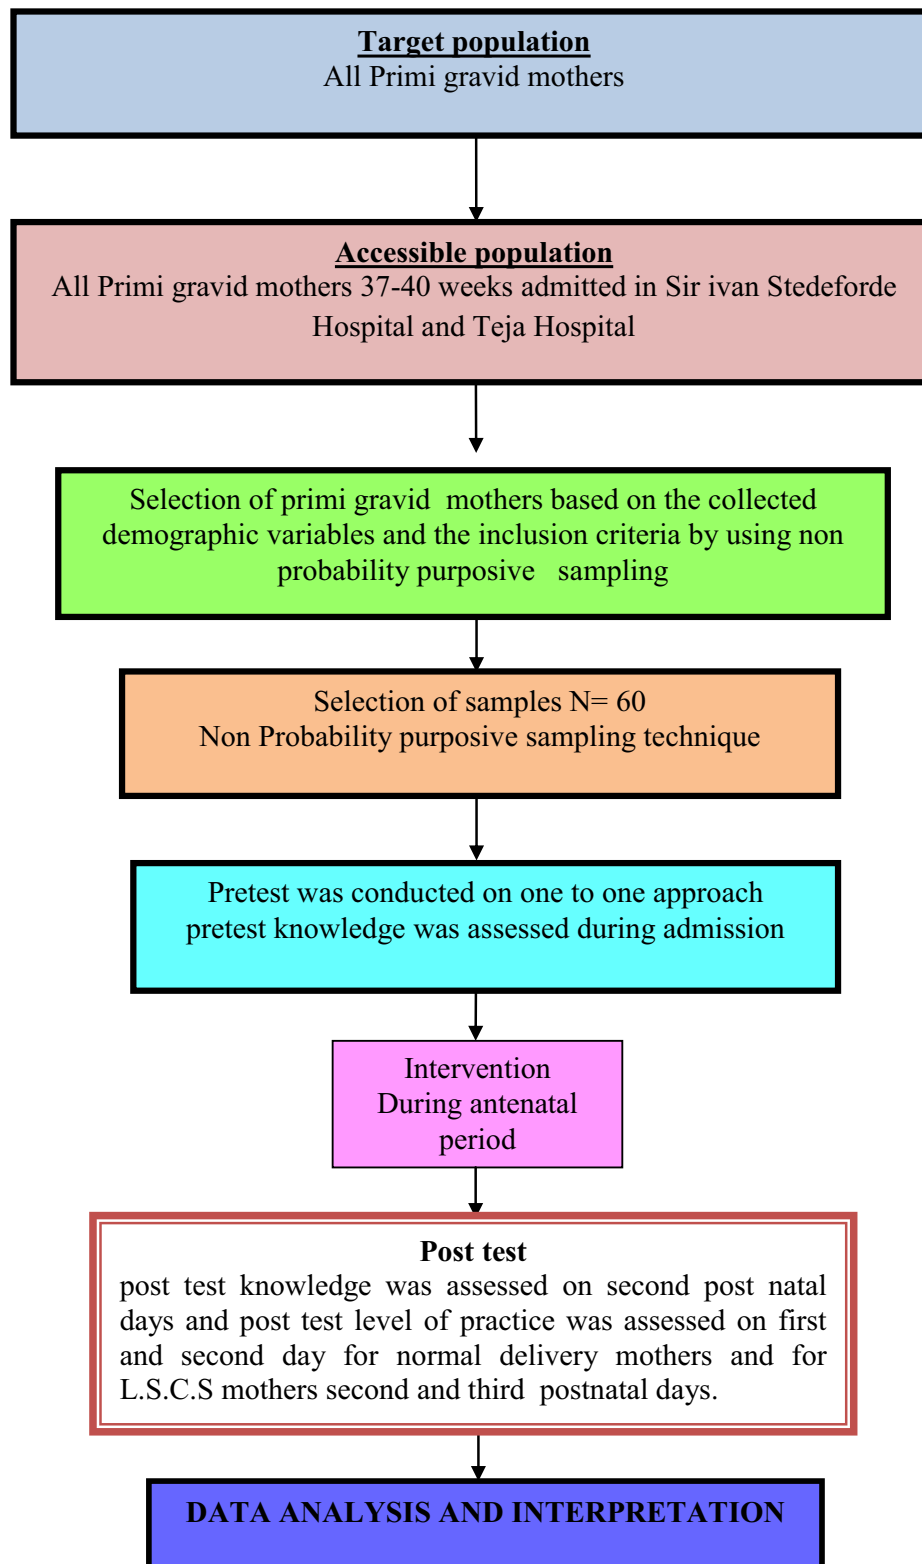 Target population
All Primi gravid mothers
Accessible population
All Primi gravid mothers 37-40 weeks admitted in Sir ivan Stedeforde
Hospital and Teja Hospital
Selection of primi gravid mothers based on the collected
demographic variables and the inclusion criteria by using non
probability purposive sampling
Selection of samples N= 60
Non Probability purposive sampling technique
Pretest was conducted on one to one approach
pretest knowledge was assessed during admission
Intervention
During antenatal
period
Post test
post test knowledge was assessed on second post natal
days and post test level of practice was assessed on first
and second day for normal delivery mothers and for
L.S.C.S mothers second and third postnatal days.
DATA ANALYSIS AND INTERPRETATION